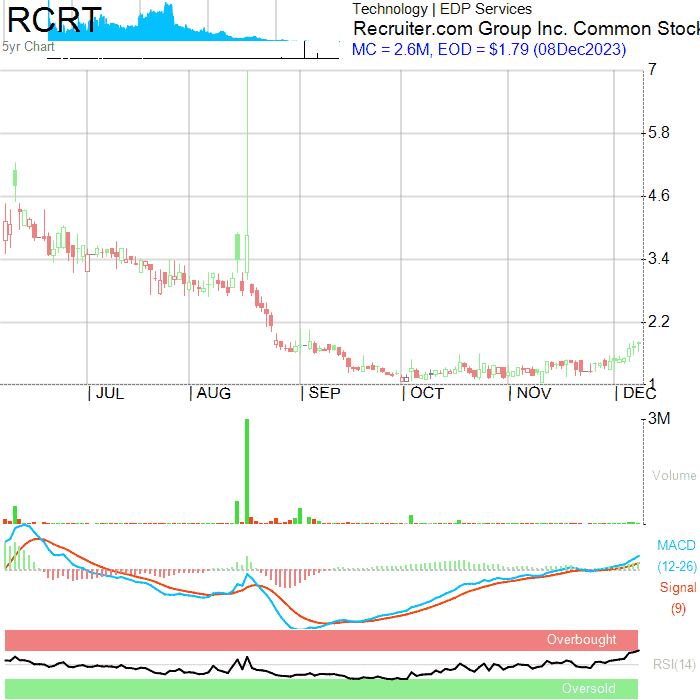 RCRT
5yr Chart
Technology | EDP Services
Recruiter.com Group Inc. Common Stock
MC = 2.6M, EOD = $1.79 (08Dec2023)
7
5.8
4.6
3.4
2.2
1
| JUL | AUG | SEP | OCT | NOV | DEC
3M
Volume
MACD
(12-26)
Signal
(9)
Overbought
RSI(14)
Oversold